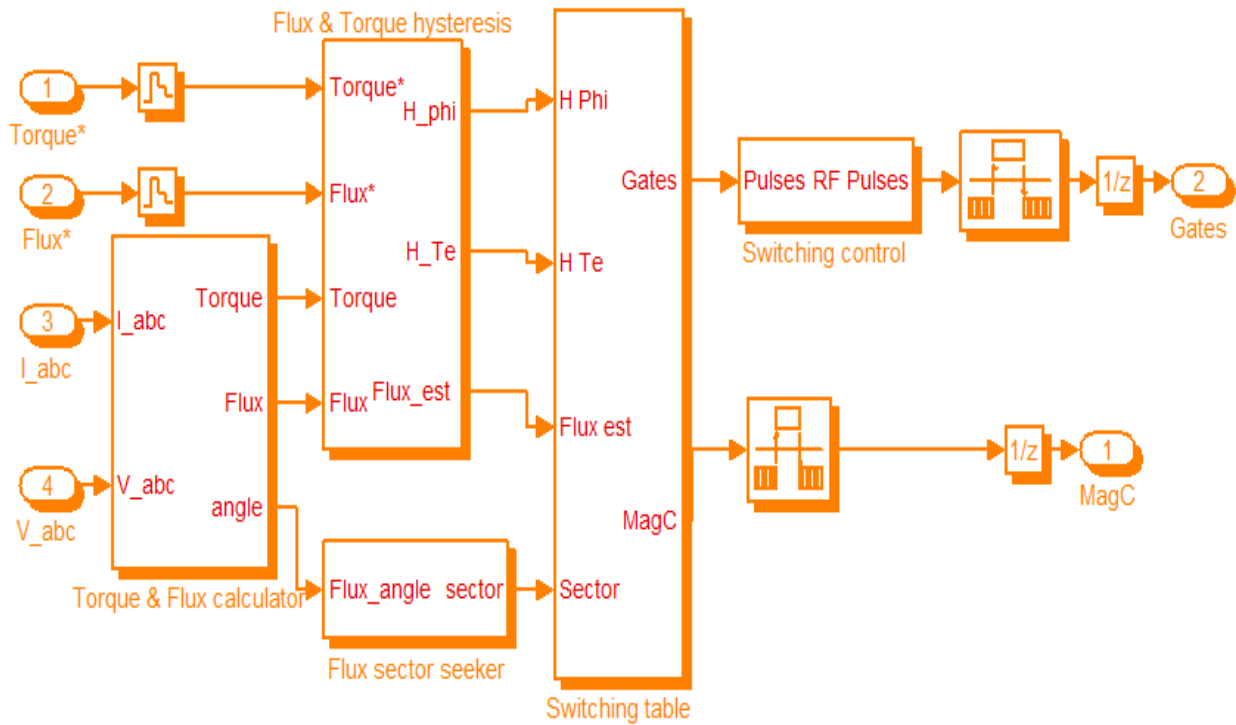 Flux & Torque hysteresis
1
Torque*
2
Flux*
3
I_abc
4
V_abc
I_abc
V_abc
Torque
Flux
angle
Torque & Flux calculator
Torque*
Flux*
Torque
Flux
H_phi
H_Te
Flux_est
Flux_angle sector
Flux sector seeker
H Phi
H Te
Flux est
Sector
Gates
MagC
Switching table
Pulses RF Pulses
Switching control
1/z
2
Gates
1/z
1
MagC